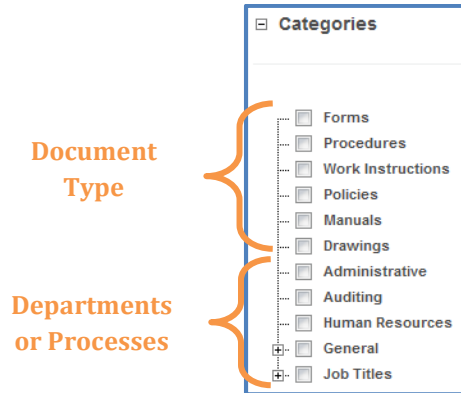 Categories
Document
Type
Forms
Procedures
Work Instructions
Policies
Manuals
Drawings
Departments
or Processes
Administrative
Auditing
Human Resources
General
Job Titles